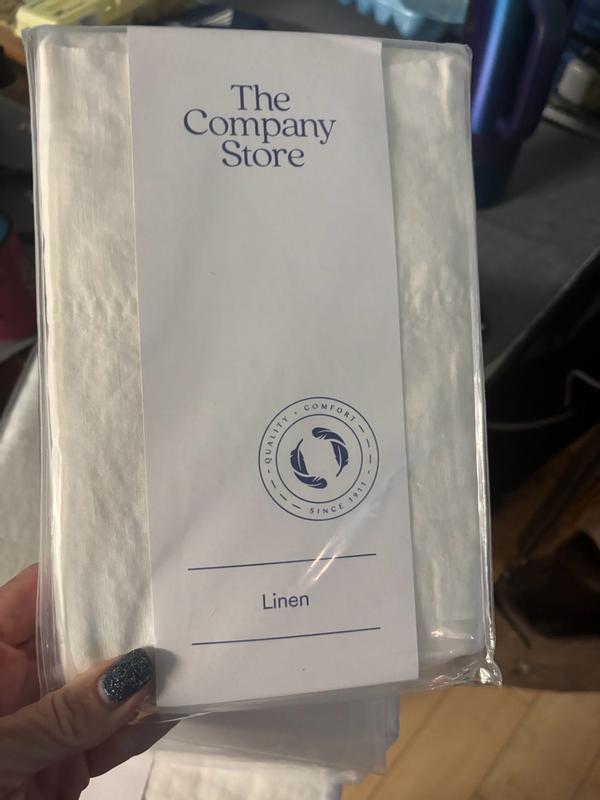 The
Company
Store
QUALITY - COMFORT
SINCE 1911
Linen